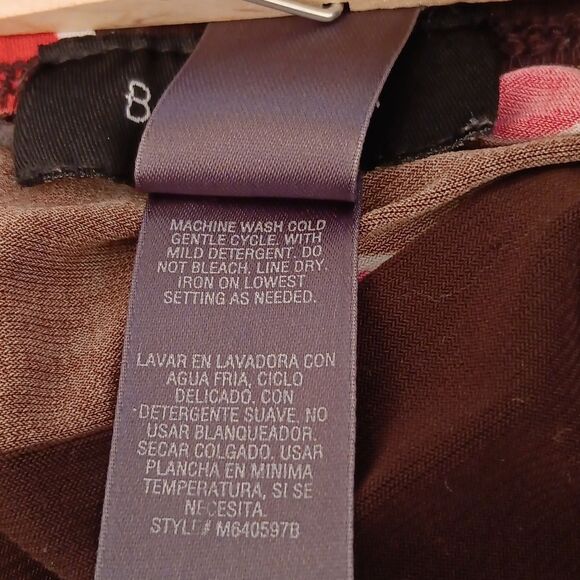 B
MACHINE WASH COLD
GENTLE CYCLE. WITH
MILD DETERGENT. DO
NOT BLEACH. LINE DRY.
IRON ON LOWEST
SETTING AS NEEDED.
LAVAR EN LAVADORA CON
AGUA FRIA, CICLO
DELICADO. CON
DETERGENTE SUAVE. NO
USAR BLANQUEADOR.
SECAR COLGADO. USAR
PLANCHA EN MINIMA
TEMPERATURA, SI SE
NECESITA.
STYLE# M640597B